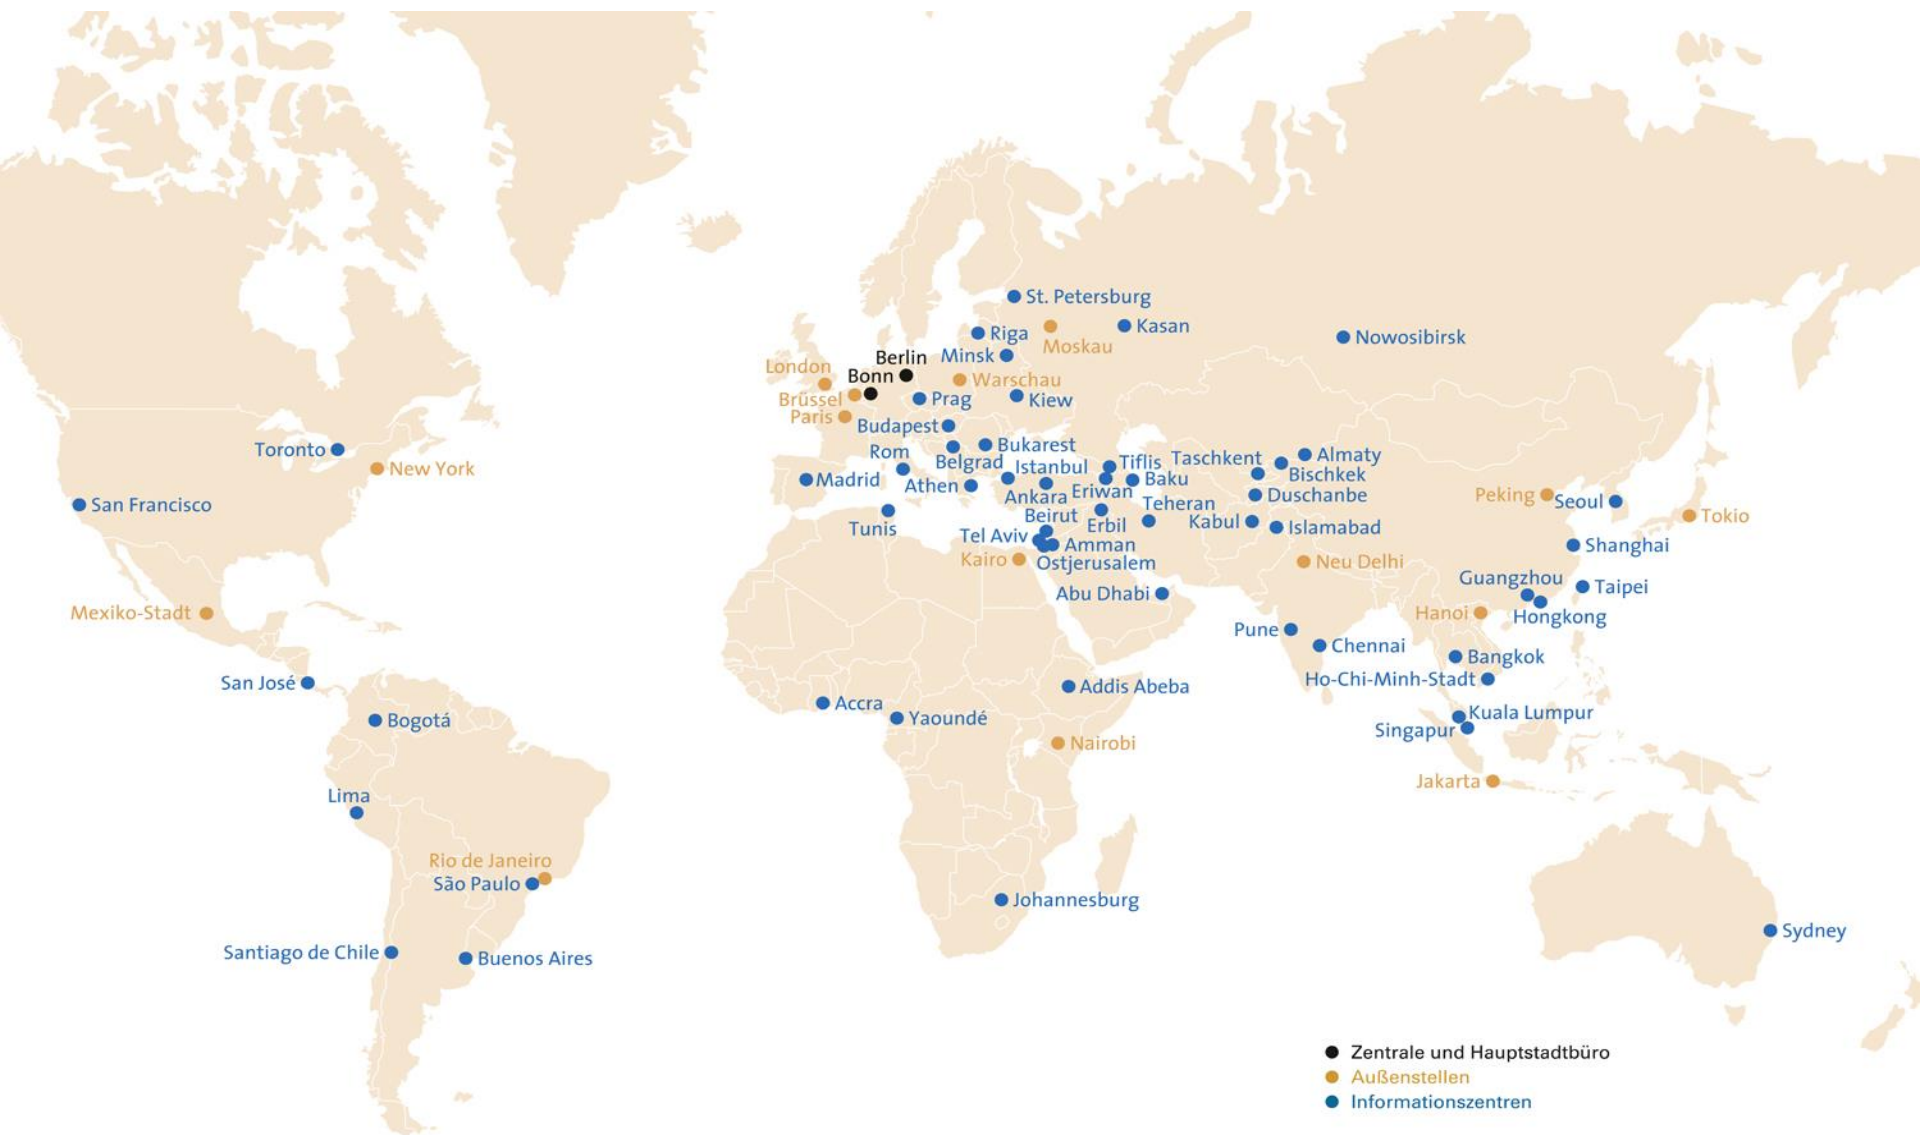 St. Petersburg
Kasan
Riga
Moskau
Nowosibirsk
Berlin
Minsk
London
Bonn
Warschau
Brüssel
Prag
Kiew
Paris
Budapest
Toronto
Rom
Bukarest
New York
Belgrad
Istanbul
Tiflis
Taschkent
Almaty
Bischkek
Madrid
Athen
Ankara
Eriwan
Baku
Duschanbe
Peking
Seoul
San Francisco
Teheran
Tokio
Tunis
Beirut
Erbil
Kabul
Islamabad
Tel Aviv
Amman
Shanghai
Kairo
Ostjerusalem
Neu Delhi
Guangzhou
Taipei
Abu Dhabi
Mexiko-Stadt
Hanoi
Hongkong
Pune
Chennai
Bangkok
San José
Addis Abeba
Ho-Chi-Minh-Stadt
Bogotá
Accra
Yaoundé
Kuala Lumpur
Singapur
Nairobi
Jakarta
Lima
Rio de Janeiro
São Paulo
Johannesburg
Sydney
Santiago de Chile
Buenos Aires
Zentrale und Hauptstadtbüro
Außenstellen
Informationszentren